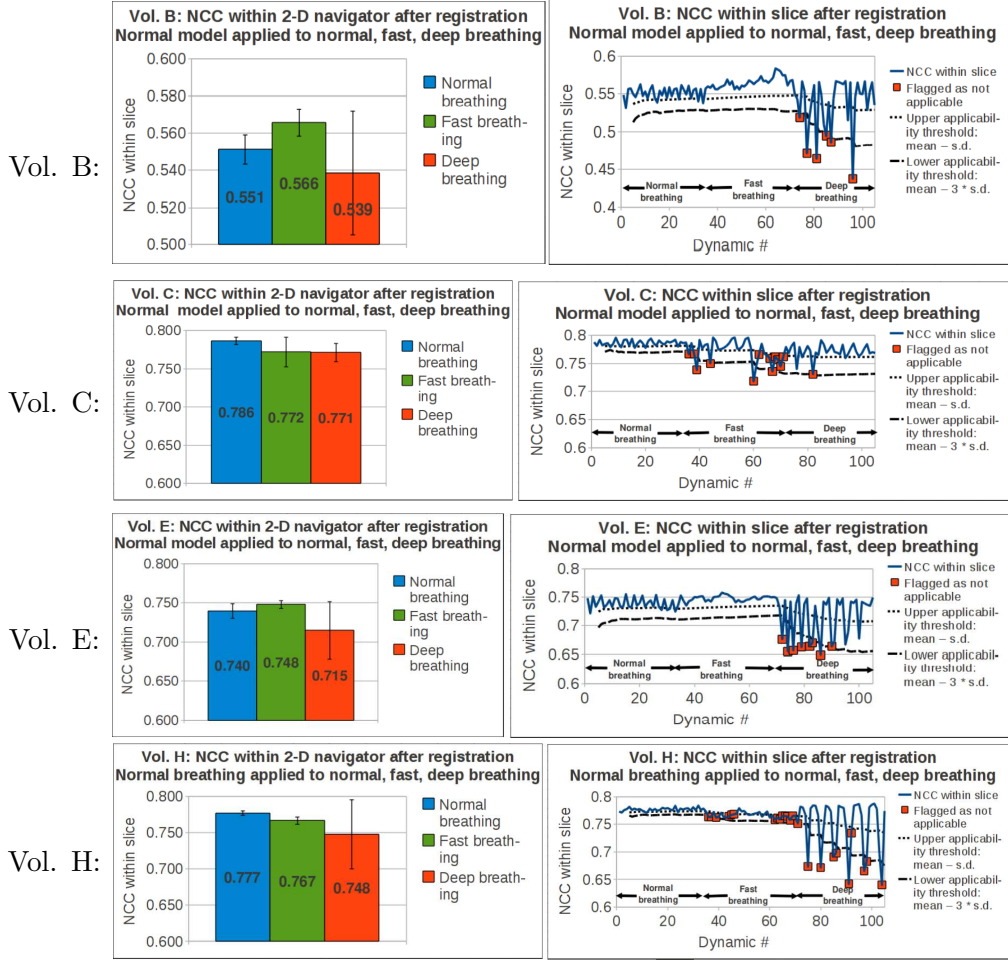 Vol. B:
Vol. B: NCC within 2-D navigator after registration
Normal model applied to normal, fast, deep breathing
NCC within slice
0.600
0.580
0.560
0.540
0.520
0.500
0.551
0.566
0.539
Normal
breathing
Fast breath-
ing
Deep
breathing
Vol. B: NCC within slice after registration
Normal model applied to normal, fast, deep breathing
NCC within slice
0.6
0.55
0.5
0.45
0.4
Normal
breathing
Fast
breathing
Deep
breathing
0 20 40 60 80 100
Dynamic #
NCC within slice
Flagged as not
applicable
Upper applicability
threshold:
mean – s.d.
Lower applicability
threshold:
mean – 3 * s.d.
Vol. C:
Vol. C: NCC within 2-D navigator after registration
Normal model applied to normal, fast, deep breathing
NCC within slice
0.800
0.750
0.700
0.650
0.600
0.786
0.772
0.771
Normal
breathing
Fast breath-
ing
Deep
breathing
Vol. C: NCC within slice after registration
Normal model applied to normal, fast, deep breathing
NCC within slice
0.8
0.75
0.7
0.65
0.6
Normal
breathing
Fast
breathing
Deep
breathing
0 20 40 60 80 100
Dynamic #
NCC within slice
Flagged as not
applicable
Upper applicabil-
ity threshold:
mean – s.d.
Lower applicabil-
ity threshold:
mean – 3 * s.d.
Vol. E:
Vol. E: NCC within 2-D navigator after registration
Normal model applied to normal, fast, deep breathing
NCC within slice
0.800
0.750
0.700
0.650
0.600
0.740
0.748
0.715
Normal
breathing
Fast breath-
ing
Deep
breathing
Vol. E: NCC within slice after registration
Normal model applied to normal, fast, deep breathing
NCC within slice
0.8
0.75
0.7
0.65
0.6
Normal
breathing
Fast
breathing
Deep
breathing
0 20 40 60 80 100
Dynamic #
NCC within slice
Flagged as not
applicable
Upper applicabil-
ity threshold:
mean – s.d.
Lower applicabil-
ity threshold:
mean – 3 * s.d.
Vol. H:
Vol. H: NCC within 2-D navigator after registration
Normal breathing applied to normal, fast, deep breathing
NCC within slice
0.800
0.750
0.700
0.650
0.600
0.777
0.767
0.748
Normal
breathing
Fast breath-
ing
Deep breath-
ing
Vol. H: NCC within slice after registration
Normal breathing applied to normal, fast, deep breathing
NCC within slice
0.8
0.75
0.7
0.65
0.6
Normal
breathing
Fast
breathing
Deep
breathing
0 20 40 60 80 100
Dynamic #
NCC within slice
Flagged as not
applicable
Upper applicabil-
ity threshold:
mean – s.d.
Lower applicabil-
ity threshold:
mean – 3 * s.d.